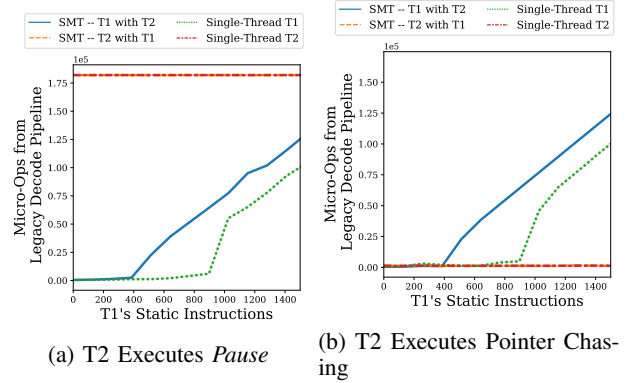 SMT -- T1 with T2
SMT -- T2 with T1
Single-Thread T1
Single-Thread T2
1e5
1.75
1.50
1.25
1.00
0.75
0.50
0.25
0.00
Micro-Ops from
Legacy Decode Pipeline
0 200 400 600 800 1000 1200 1400
T1's Static Instructions
(a) T2 Executes Pause
SMT -- T1 with T2
SMT -- T2 with T1
Single-Thread T1
Single-Thread T2
1e5
1.50
1.25
1.00
0.75
0.50
0.25
0.00
Micro-Ops from
Legacy Decode Pipeline
0 200 400 600 800 1000 1200 1400
T1's Static Instructions
(b) T2 Executes Pointer Chas-
ing